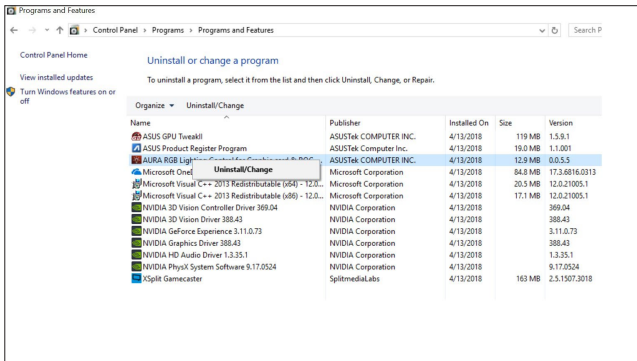 Programs and Features
Control Panel > Programs > Programs and Features
Search P
Control Panel Home
View installed updates
Turn Windows features on or
off
Uninstall or change a program
To uninstall a program, select it from the list and then click Uninstall, Change, or Repair.
Organize Uninstall/Change
Name Publisher Installed On Size Version
ASUS GPU TweakII ASUSTek COMPUTER INC. 4/13/2018 119 MB 1.5.9.1
ASUS Product Register Program ASUSTek Computer Inc. 4/13/2018 19.0 MB 1.1.001
AURA RGB Lighting Control for Graphic card & ROG ... ASUSTek COMPUTER INC. 4/13/2018 12.9 MB 0.0.5.5
Uninstall/Change
Microsoft One Microsoft Corporation 4/13/2018 84.8 MB 17.3.6816.0313
Microsoft Visual C++ 2013 Redistributable (x64) - 12.0... Microsoft Corporation 4/13/2018 20.5 MB 12.0.21005.1
Microsoft Visual C++ 2013 Redistributable (x86) - 12.0... Microsoft Corporation 4/13/2018 17.1 MB 12.0.21005.1
NVIDIA 3D Vision Controller Driver 369.04 NVIDIA Corporation 4/13/2018 369.04
NVIDIA 3D Vision Driver 388.43 NVIDIA Corporation 4/13/2018 388.43
NVIDIA GeForce Experience 3.11.0.73 NVIDIA Corporation 4/13/2018 3.11.0.73
NVIDIA Graphics Driver 388.43 NVIDIA Corporation 4/13/2018 388.43
NVIDIA HD Audio Driver 1.3.35.1 NVIDIA Corporation 4/13/2018 1.3.35.1
NVIDIA PhysX System Software 9.17.0524 NVIDIA Corporation 4/13/2018 9.17.0524
XSplit Gamecaster SplitmediaLabs 4/13/2018 163 MB 2.5.1507.3018